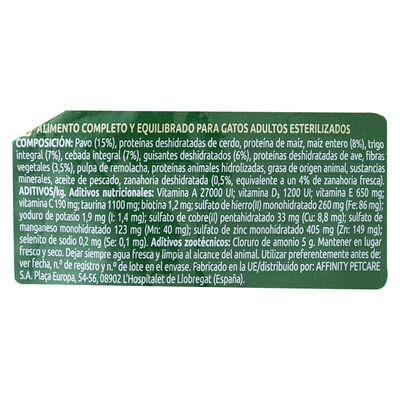 ALIMENTO COMPLETO Y EQUILIBRADO PARA GATOS ADULTOS ESTERILIZADOS
COMPOSICIÓN: Pavo (15%), proteínas deshidratadas de cerdo, proteína de maíz, maíz entero (8%), trigo
integral (7%), cebada integral (7%), guisantes deshidratados (6%), proteínas deshidratadas de ave, fibras
vegetales (3,5%), pulpa de remolacha, proteínas animales hidrolizadas, grasa de origen animal, sustancias
minerales, aceite de pescado, zanahoria deshidratada (0,5%, equivalente a un 4% de zanahoria fresca).
ADITIVOS/kg. Aditivos nutricionales: Vitamina A 27000 UI; vitamina D₃ 1200 UI; vitamina E 650 mg;
vitamina C 190 mg; taurina 1100 mg; biotina 1,2 mg; sulfato de hierro(II) monohidratado 260 mg (Fe: 86 mg);
yoduro de potasio 1,9 mg (I: 1,4 mg); sulfato de cobre(II) pentahidratado 33 mg (Cu: 8,8 mg); sulfato de
manganeso monohidratado 123 mg (Mn: 40 mg); sulfato de zinc monohidratado 405 mg (Zn: 149 mg);
selenito de sodio 0,2 mg (Se: 0,1 mg). Aditivos zootécnicos: Cloruro de amonio 5 g. Mantener en lugar
fresco y seco. Dejar siempre agua fresca y limpia al alcance del animal. Utilizar preferentemente antes de:
ver fecha, n.º de registro y n.º de lote en el envase. Fabricado en la UE/distribuido por: AFFINITY PETCARE
S.A. Plaça Europa, 54-56, 08902 L'Hospitalet de Llobregat (España).